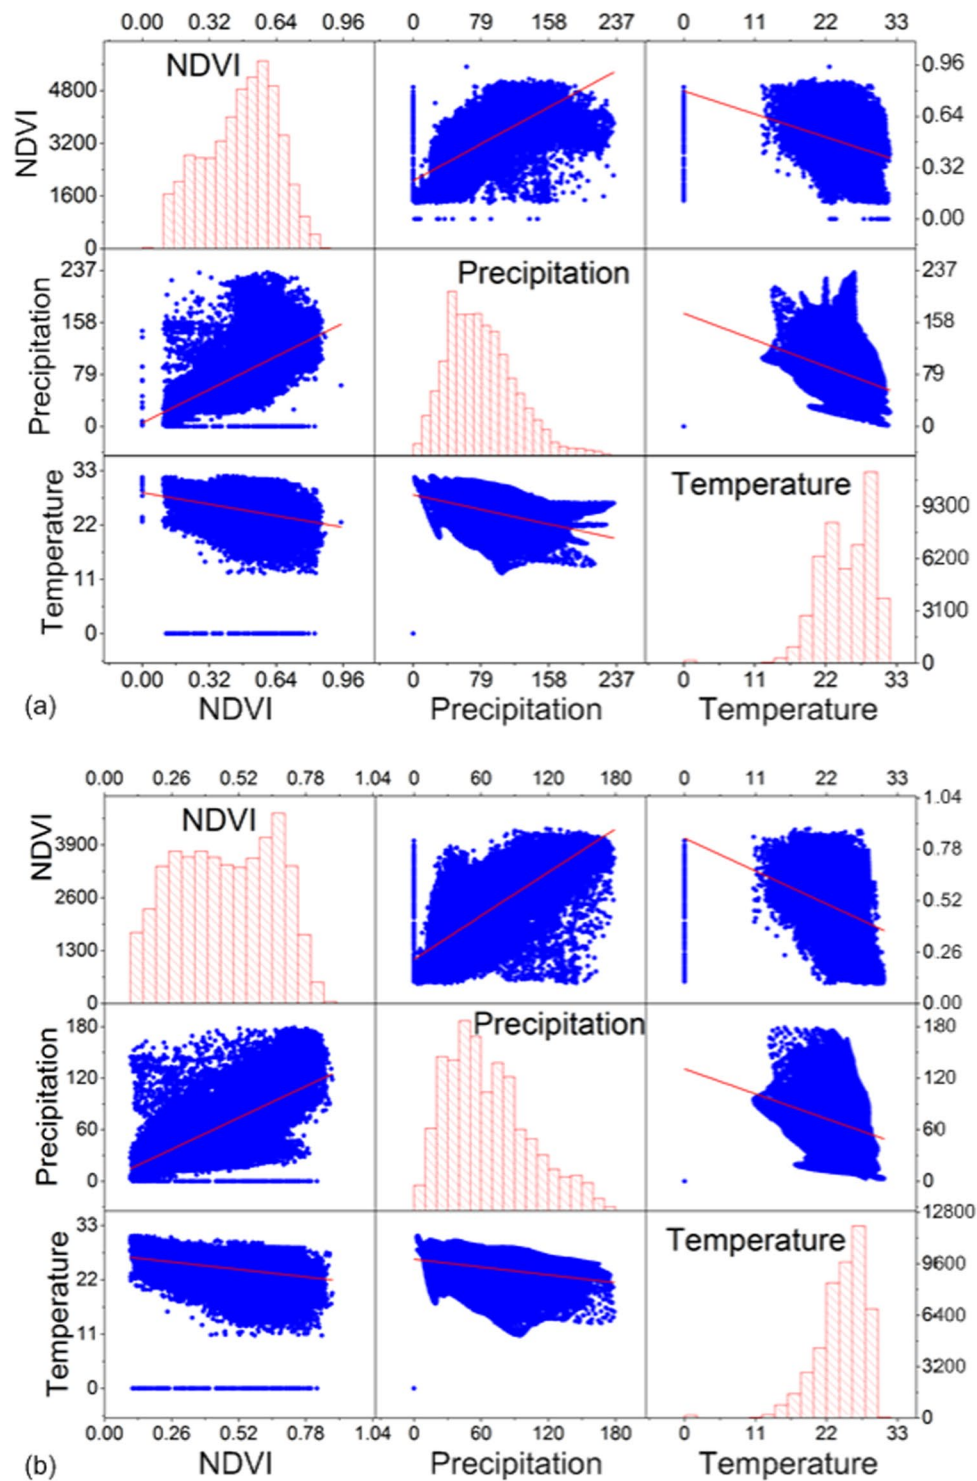 0.00 0.32 0.64 0.96 0 79 158 237 0 11 22 33
NDVI
NDVI
4800
3200
1600
0
0.96
0.64
0.32
0.00
Precipitation
Precipitation
237
158
79
0
237
158
79
0
Temperature
Temperature
33
22
11
0
9300
6200
3100
0
0.00 0.32 0.64 0.96 0 79 158 237 0 11 22 33
(a) NDVI Precipitation Temperature
0.00 0.26 0.52 0.78 1.04 0 60 120 180 0 11 22 33
NDVI
NDVI
3900
2600
1300
0
1.04
0.78
0.52
0.26
0.00
Precipitation
Precipitation
180
120
60
0
180
120
60
0
Temperature
Temperature
33
22
11
0
12800
9600
6400
3200
0
0.00 0.26 0.52 0.78 1.04 0 60 120 180 0 11 22 33
(b) NDVI Precipitation Temperature